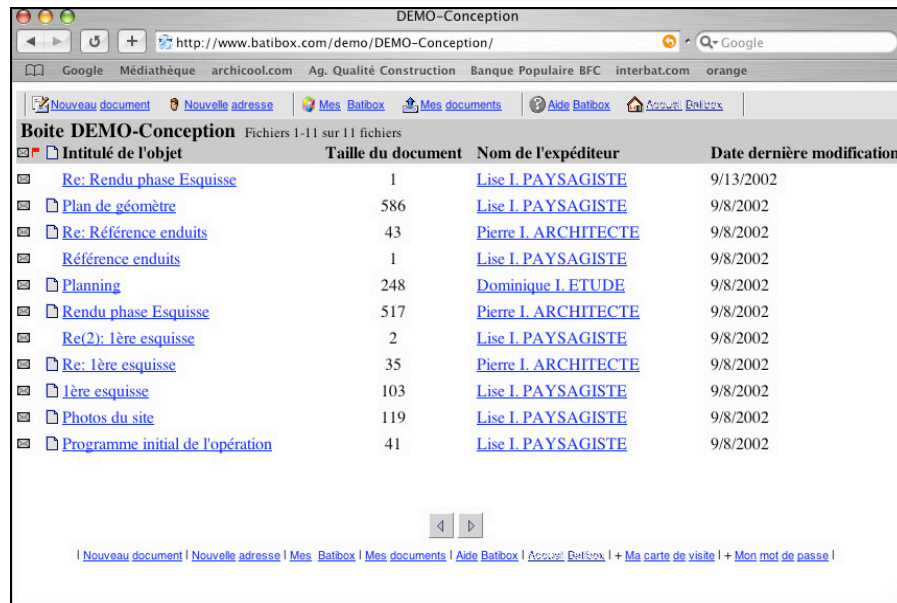 DEMO-Conception
http://www.batibox.com/demo/DEMO-Conception/ Google
Google Médiathèque archicool.com Ag. Qualité Construction Banque Populaire BFC interbat.com orange
Nouveau document Nouvelle adresse Mes Batibox Mes documents Aide Batibox Accueil Batibox
Boite DEMO-Conception Fichiers 1-11 sur 11 fichiers
Intitulé de l'objet Taille du document Nom de l'expéditeur Date dernière modification
Re: Rendu phase Esquisse 1 Lise I. PAYSAGISTE 9/13/2002
Plan de géomètre 586 Lise I. PAYSAGISTE 9/8/2002
Re: Référence enduits 43 Pierre I. ARCHITECTE 9/8/2002
Référence enduits 1 Lise I. PAYSAGISTE 9/8/2002
Planning 248 Dominique I. ETUDE 9/8/2002
Rendu phase Esquisse 517 Pierre I. ARCHITECTE 9/8/2002
Re(2): 1ère esquisse 2 Lise I. PAYSAGISTE 9/8/2002
Re: 1ère esquisse 35 Pierre I. ARCHITECTE 9/8/2002
1ère esquisse 103 Lise I. PAYSAGISTE 9/8/2002
Photos du site 119 Lise I. PAYSAGISTE 9/8/2002
Programme initial de l'opération 41 Lise I. PAYSAGISTE 9/8/2002
| Nouveau document | Nouvelle adresse | Mes Batibox | Mes documents | Aide Batibox | Accueil Batibox | + Ma carte de visite | + Mon mot de passe |